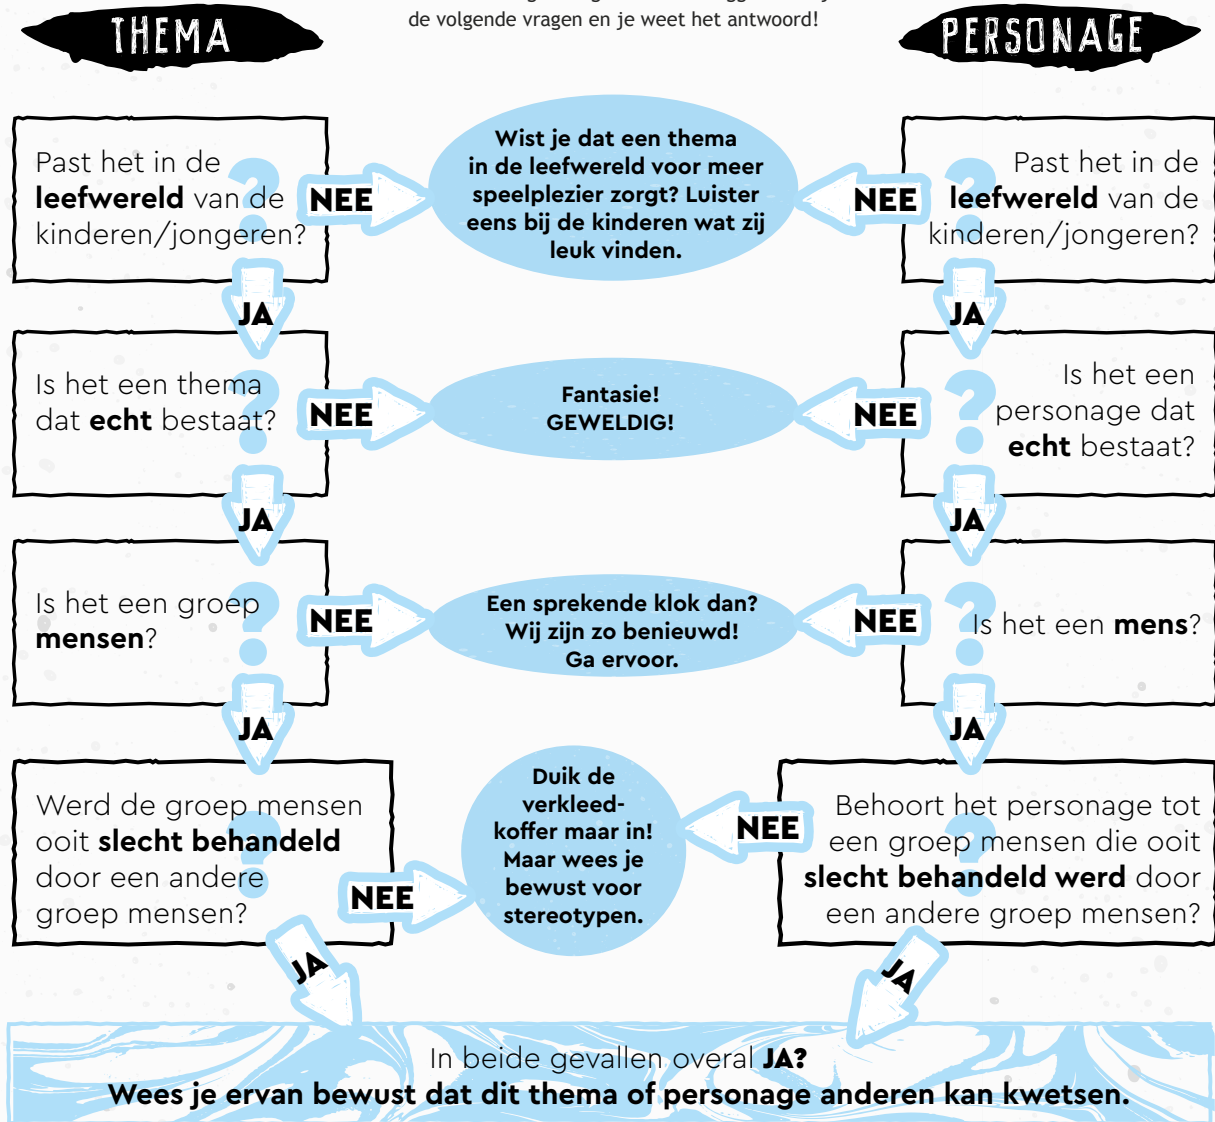 de volgende vragen en je weet het antwoord!
THEMA
PERSONAGE
Past het in de
leefwereld van de
kinderen/jongeren?
NEE
Wist je dat een thema
in de leefwereld voor meer
speelplezier zorgt? Luister
eens bij de kinderen wat zij
leuk vinden.
NEE
Past het in de
leefwereld van de
kinderen/jongeren?
JA
JA
Is het een thema
dat echt bestaat?
NEE
Fantasie!
GEWELDIG!
NEE
Is het een
personage dat
echt bestaat?
JA
JA
Is het een groep
mensen?
NEE
Een sprekende klok dan?
Wij zijn zo benieuwd!
Ga ervoor.
NEE
Is het een mens?
JA
JA
Werd de groep mensen
ooit slecht behandeld
door een andere
groep mensen?
NEE
Duik de
verkleed-
koffer maar in!
Maar wees je
bewust voor
stereotypen.
NEE
Behoort het personage tot
een groep mensen die ooit
slecht behandeld werd door
een andere groep mensen?
JA
JA
In beide gevallen overal JA?
Wees je ervan bewust dat dit thema of personage anderen kan kwetsen.